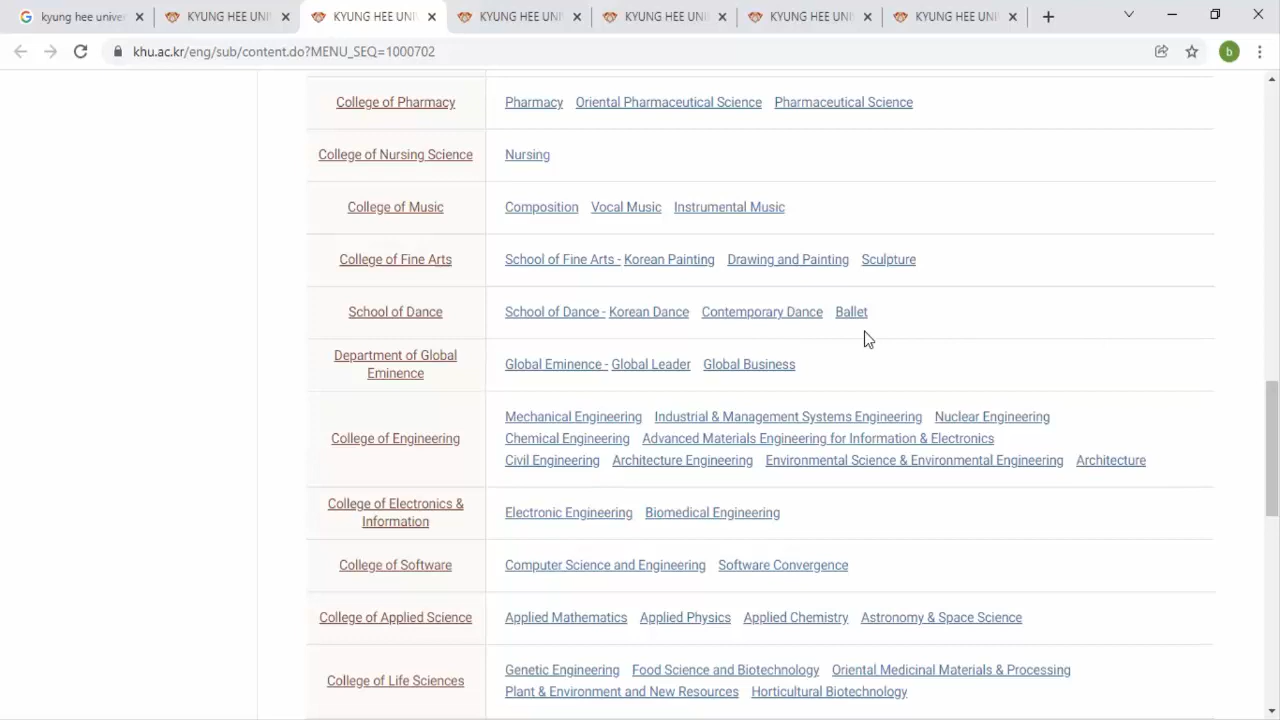 kyung hee unive
KYUNG HEE UNI
KYUNG HEE UNI
KYUNG HEE UNI
KYUNG HEE UNI
KYUNG HEE UNI
KYUNG HEE UNI
khu.ac.kr/eng/sub/content.do?MENU_SEQ=1000702
b
College of Pharmacy
Pharmacy Oriental Pharmaceutical Science Pharmaceutical Science
College of Nursing Science
Nursing
College of Music
Composition Vocal Music Instrumental Music
College of Fine Arts
School of Fine Arts - Korean Painting Drawing and Painting Sculpture
School of Dance
School of Dance - Korean Dance Contemporary Dance Ballet
Department of Global
Eminence
Global Eminence - Global Leader Global Business
College of Engineering
Mechanical Engineering Industrial & Management Systems Engineering Nuclear Engineering
Chemical Engineering Advanced Materials Engineering for Information & Electronics
Civil Engineering Architecture Engineering Environmental Science & Environmental Engineering Architecture
College of Electronics &
Information
Electronic Engineering Biomedical Engineering
College of Software
Computer Science and Engineering Software Convergence
College of Applied Science
Applied Mathematics Applied Physics Applied Chemistry Astronomy & Space Science
College of Life Sciences
Genetic Engineering Food Science and Biotechnology Oriental Medicinal Materials & Processing
Plant & Environment and New Resources Horticultural Biotechnology